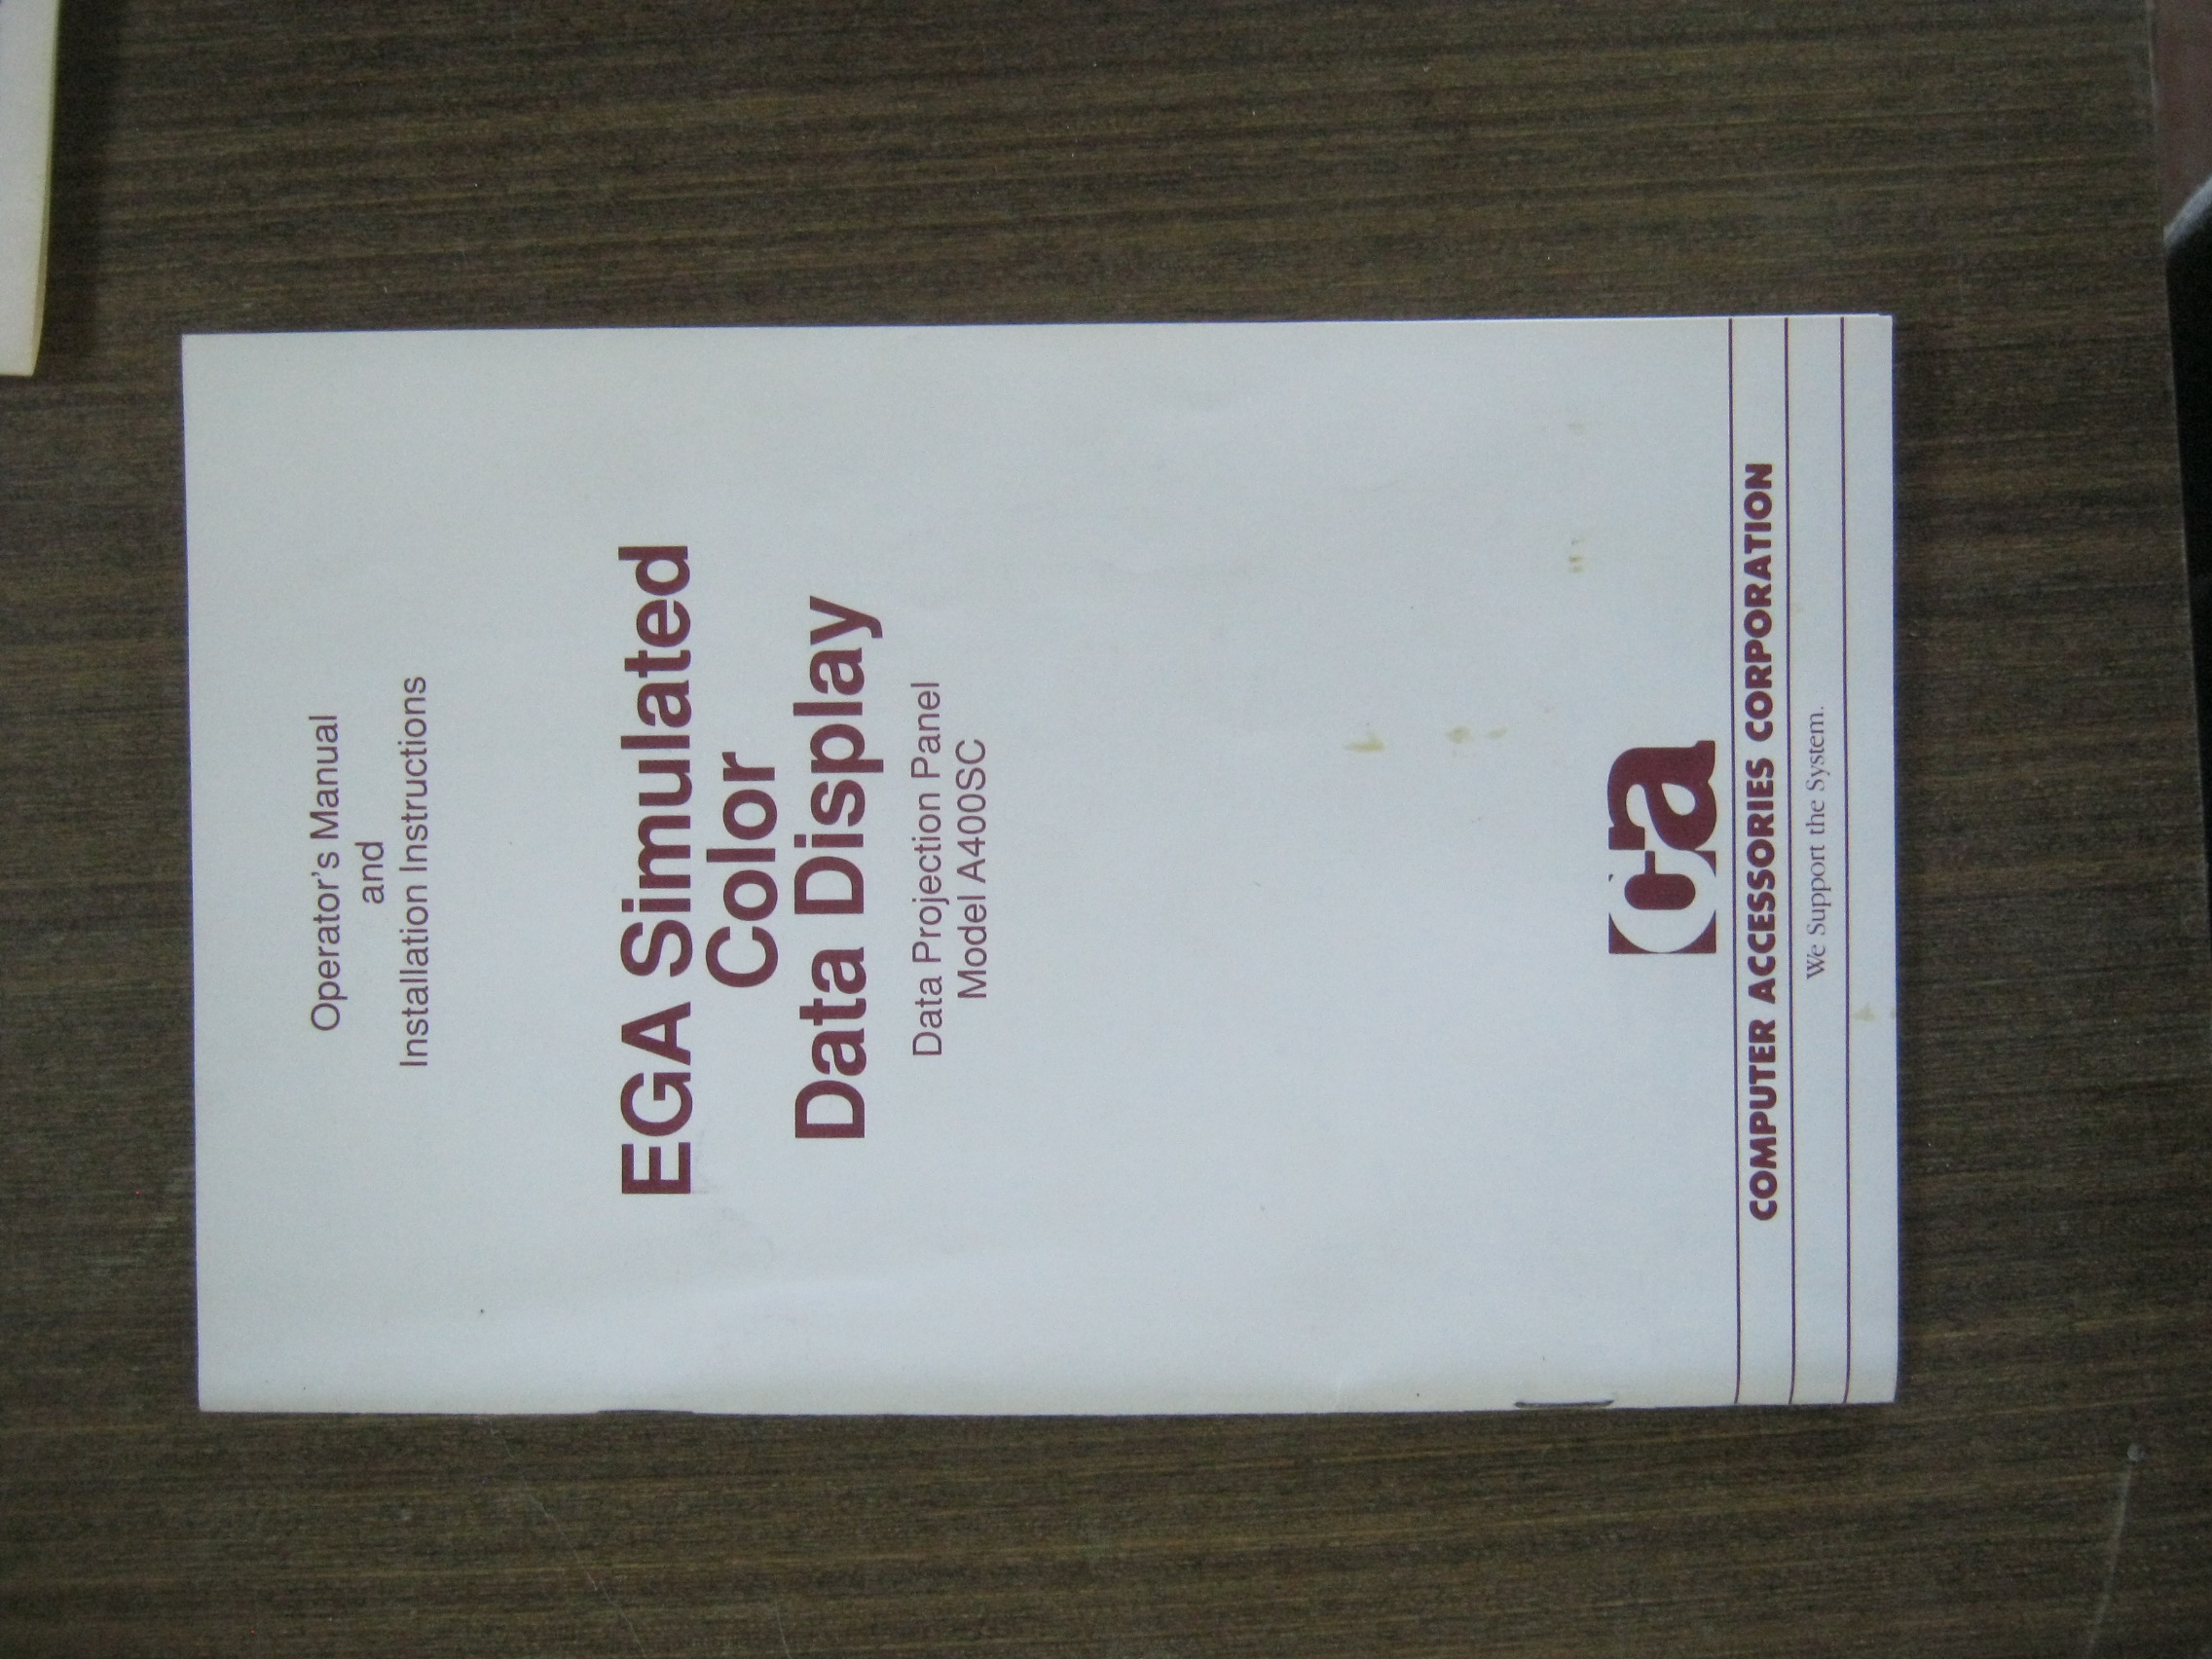 Operator's Manual
and
Installation Instructions
EGA Simulated
Color
Data Display
Data Projection Panel
Model A400SC
ca
COMPUTER ACCESSORIES CORPORATION
We Support the System.